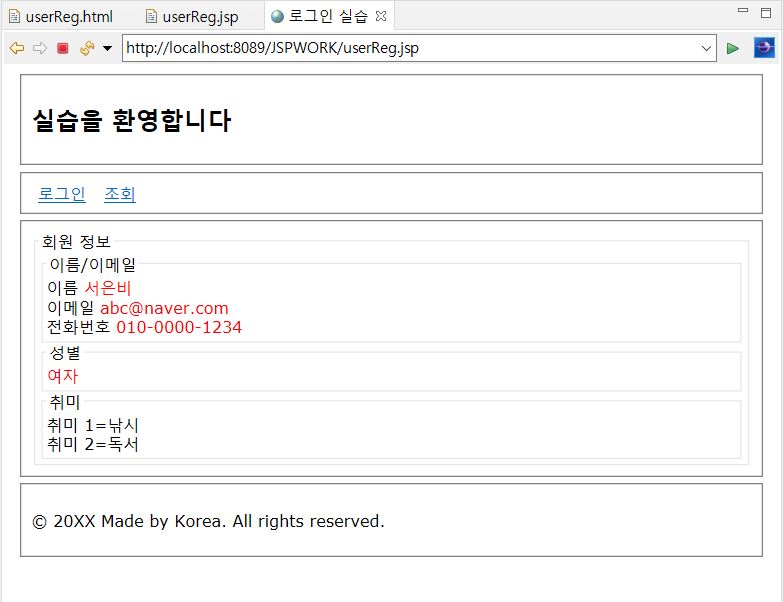 userReg.html userReg.jsp 로그인 실습
http://localhost:8089/JSPWORK/userReg.jsp
실습을 환영합니다
로그인 조회
회원 정보
이름/이메일
이름 서은비
이메일 abc@naver.com
전화번호 010-0000-1234
성별
여자
취미
취미 1=낚시
취미 2=독서
© 20XX Made by Korea. All rights reserved.